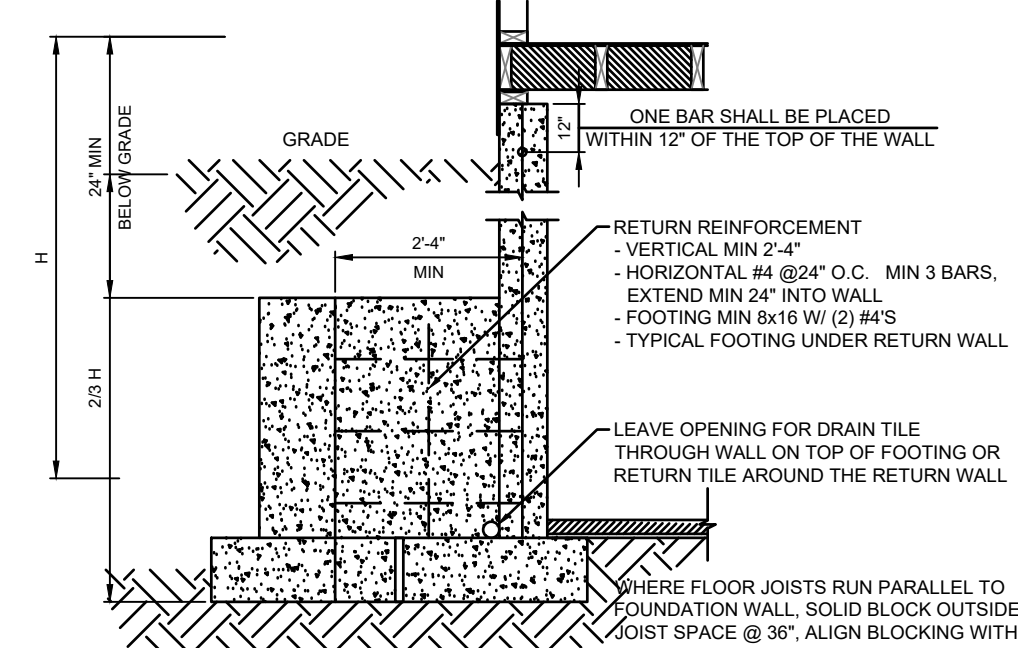 ONE BAR SHALL BE PLACED
WITHIN 12" OF THE TOP OF THE WALL
12"
GRADE
24" MIN
BELOW GRADE
H
2'-4"
MIN
RETURN REINFORCEMENT
- VERTICAL MIN 2'-4"
- HORIZONTAL #4 @24" O.C. MIN 3 BARS,
EXTEND MIN 24" INTO WALL
- FOOTING MIN 8x16 W/ (2) #4'S
- TYPICAL FOOTING UNDER RETURN WALL
2/3 H
LEAVE OPENING FOR DRAIN TILE
THROUGH WALL ON TOP OF FOOTING OR
RETURN TILE AROUND THE RETURN WALL
WHERE FLOOR JOISTS RUN PARALLEL TO
FOUNDATION WALL, SOLID BLOCK OUTSIDE
JOIST SPACE @ 36", ALIGN BLOCKING WITH